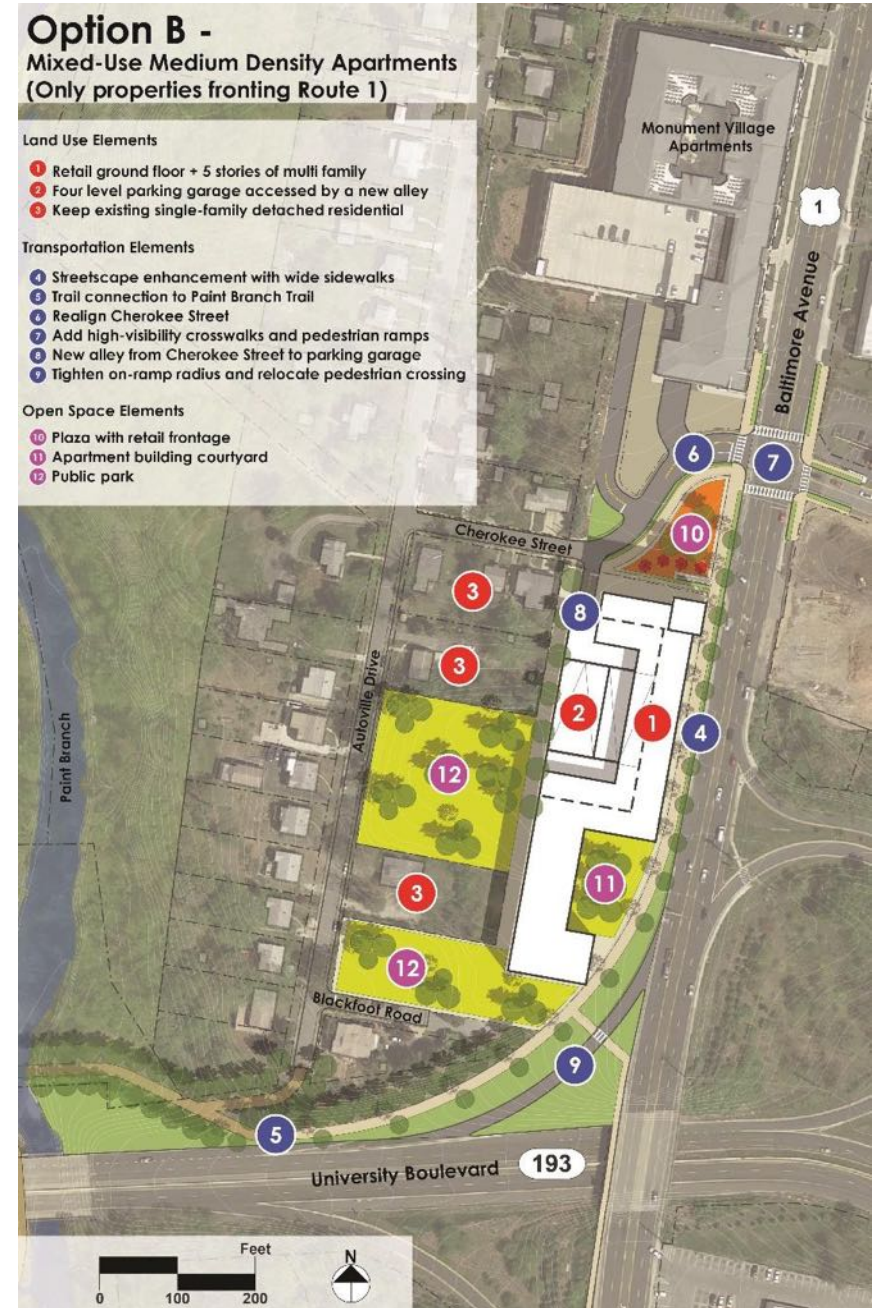 Option B -
Mixed-Use Medium Density Apartments
(Only properties fronting Route 1)
Land Use Elements
1 Retail ground floor + 5 stories of multi family
2 Four level parking garage accessed by a new alley
3 Keep existing single-family detached residential
Transportation Elements
4 Streetscape enhancement with wide sidewalks
5 Trail connection to Paint Branch Trail
6 Realign Cherokee Street
7 Add high-visibility crosswalks and pedestrian ramps
8 New alley from Cherokee Street to parking garage
9 Tighten on-ramp radius and relocate pedestrian crossing
Open Space Elements
10 Plaza with retail frontage
11 Apartment building courtyard
12 Public park
Monument Village
Apartments
1
Baltimore Avenue
6
7
Cherokee Street
10
3
8
3
Autoville Drive
2
1
4
Paint Branch
12
11
3
12
Blackfoot Road
9
5
University Boulevard
193
Feet
0
100
200
N